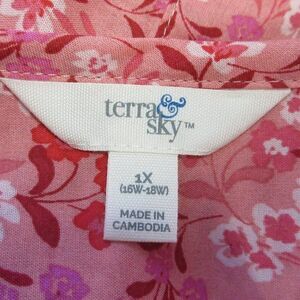 terra &
sky™
1X
(16W-18W)
MADE IN
CAMBODIA